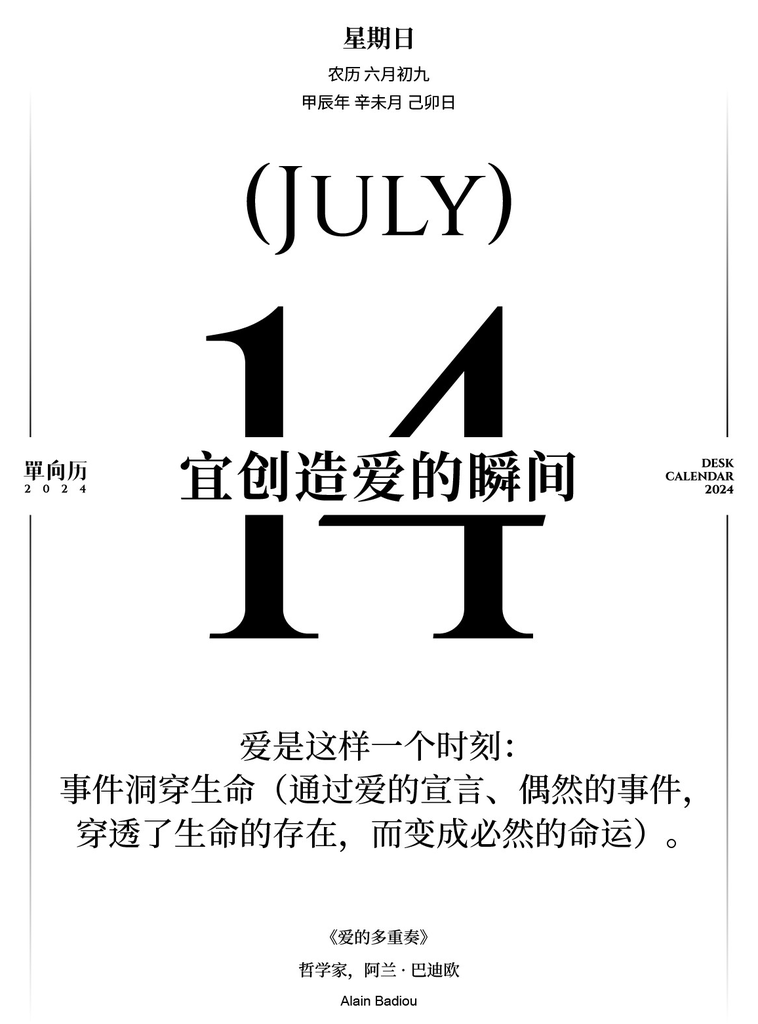 星期日
农历 六月初九
甲辰年 辛未月 己卯日
(JULY)
14
宜创造爱的瞬间
單向历
2024
DESK
CALENDAR
2024
爱是这样一个时刻：
事件洞穿生命（通过爱的宣言、偶然的事件，
穿透了生命的存在，而变成必然的命运）。
《爱的多重奏》
哲学家，阿兰·巴迪欧
Alain Badiou